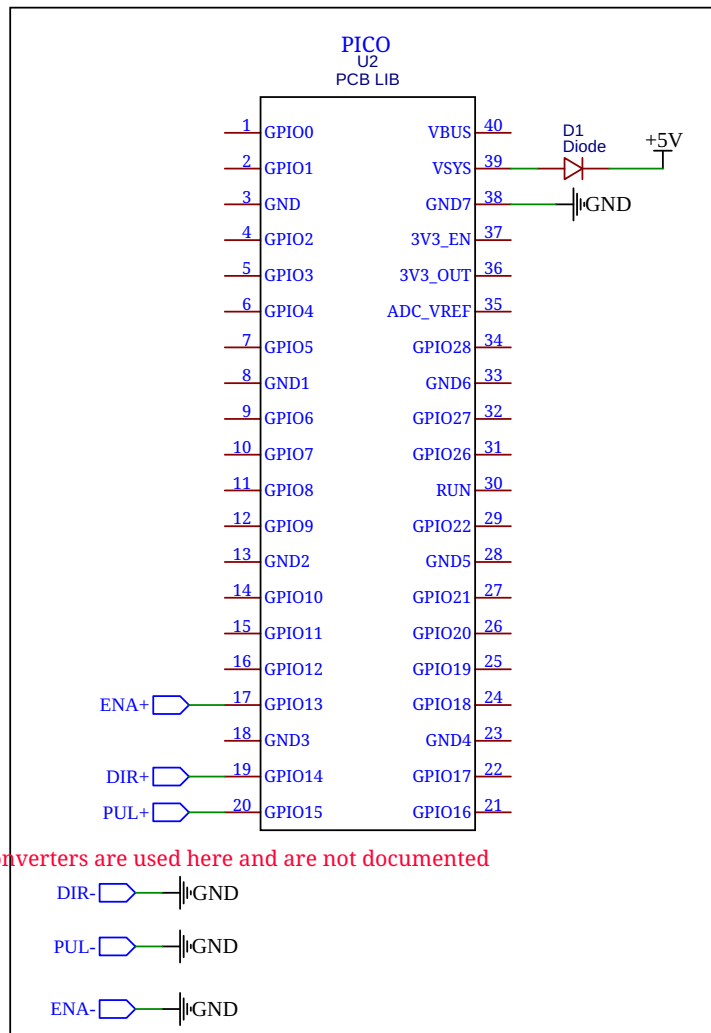 PICO
U2
PCB LIB
1 GPIO0 VBUS 40
2 GPIO1 VSYS 39
3 GND GND7 38
4 GPIO2 3V3_EN 37
5 GPIO3 3V3_OUT 36
6 GPIO4 ADC_VREF 35
7 GPIO5 GPIO28 34
8 GND1 GND6 33
9 GPIO6 GPIO27 32
10 GPIO7 GPIO26 31
11 GPIO8 RUN 30
12 GPIO9 GPIO22 29
13 GND2 GND5 28
14 GPIO10 GPIO21 27
15 GPIO11 GPIO20 26
16 GPIO12 GPIO19 25
17 GPIO13 GPIO18 24
18 GND3 GND4 23
19 GPIO14 GPIO17 22
20 GPIO15 GPIO16 21
D1
Diode
+5V
GND
ENA+
DIR+
PUL+
onverters are used here and are not documented
DIR- GND
PUL- GND
ENA- GND